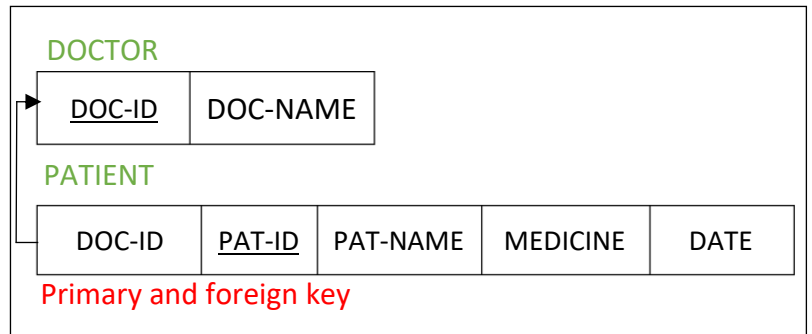 DOCTOR
DOC-ID DOC-NAME
PATIENT
DOC-ID PAT-ID PAT-NAME MEDICINE DATE
Primary and foreign key